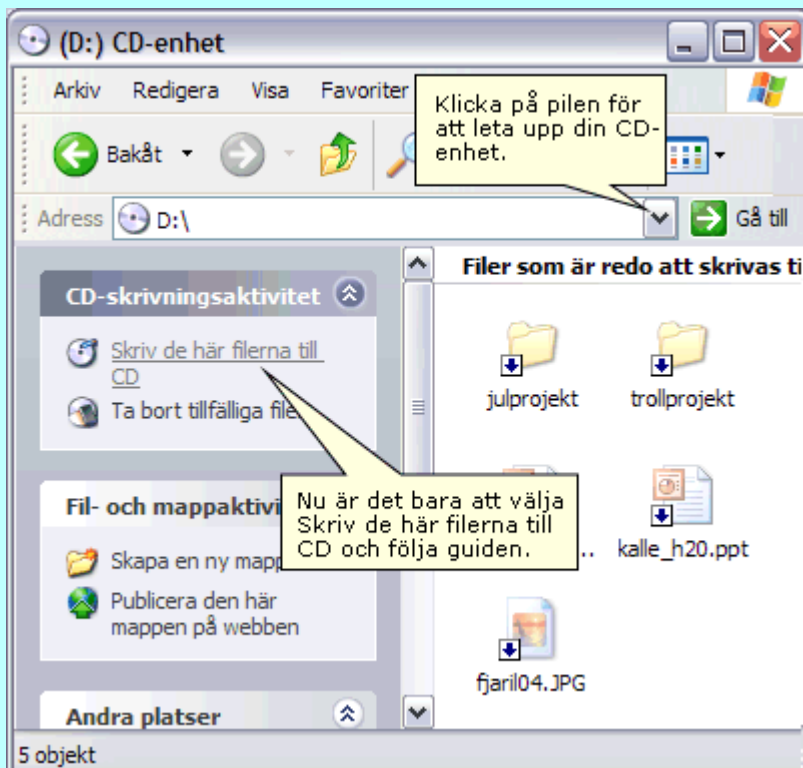 (D:) CD-enhet
Arkiv Redigera Visa Favoriter
Klicka på pilen för
att leta upp din CD-
enhet.
Bakåt
Adress D:\ Gå till
CD-skrivningsaktivitet
Skriv de här filerna till
CD
Ta bort tillfälliga
Fil- och mappaktivi
Skapa en ny mapp
Publicera den här
mappen på webben
Andra platser
Nu är det bara att välja
Skriv de här filerna till
CD och följa guiden.
Filer som är redo att skrivas ti
julprojekt trollprojekt
kalle_h20.ppt
fjaril04.JPG
5 objekt